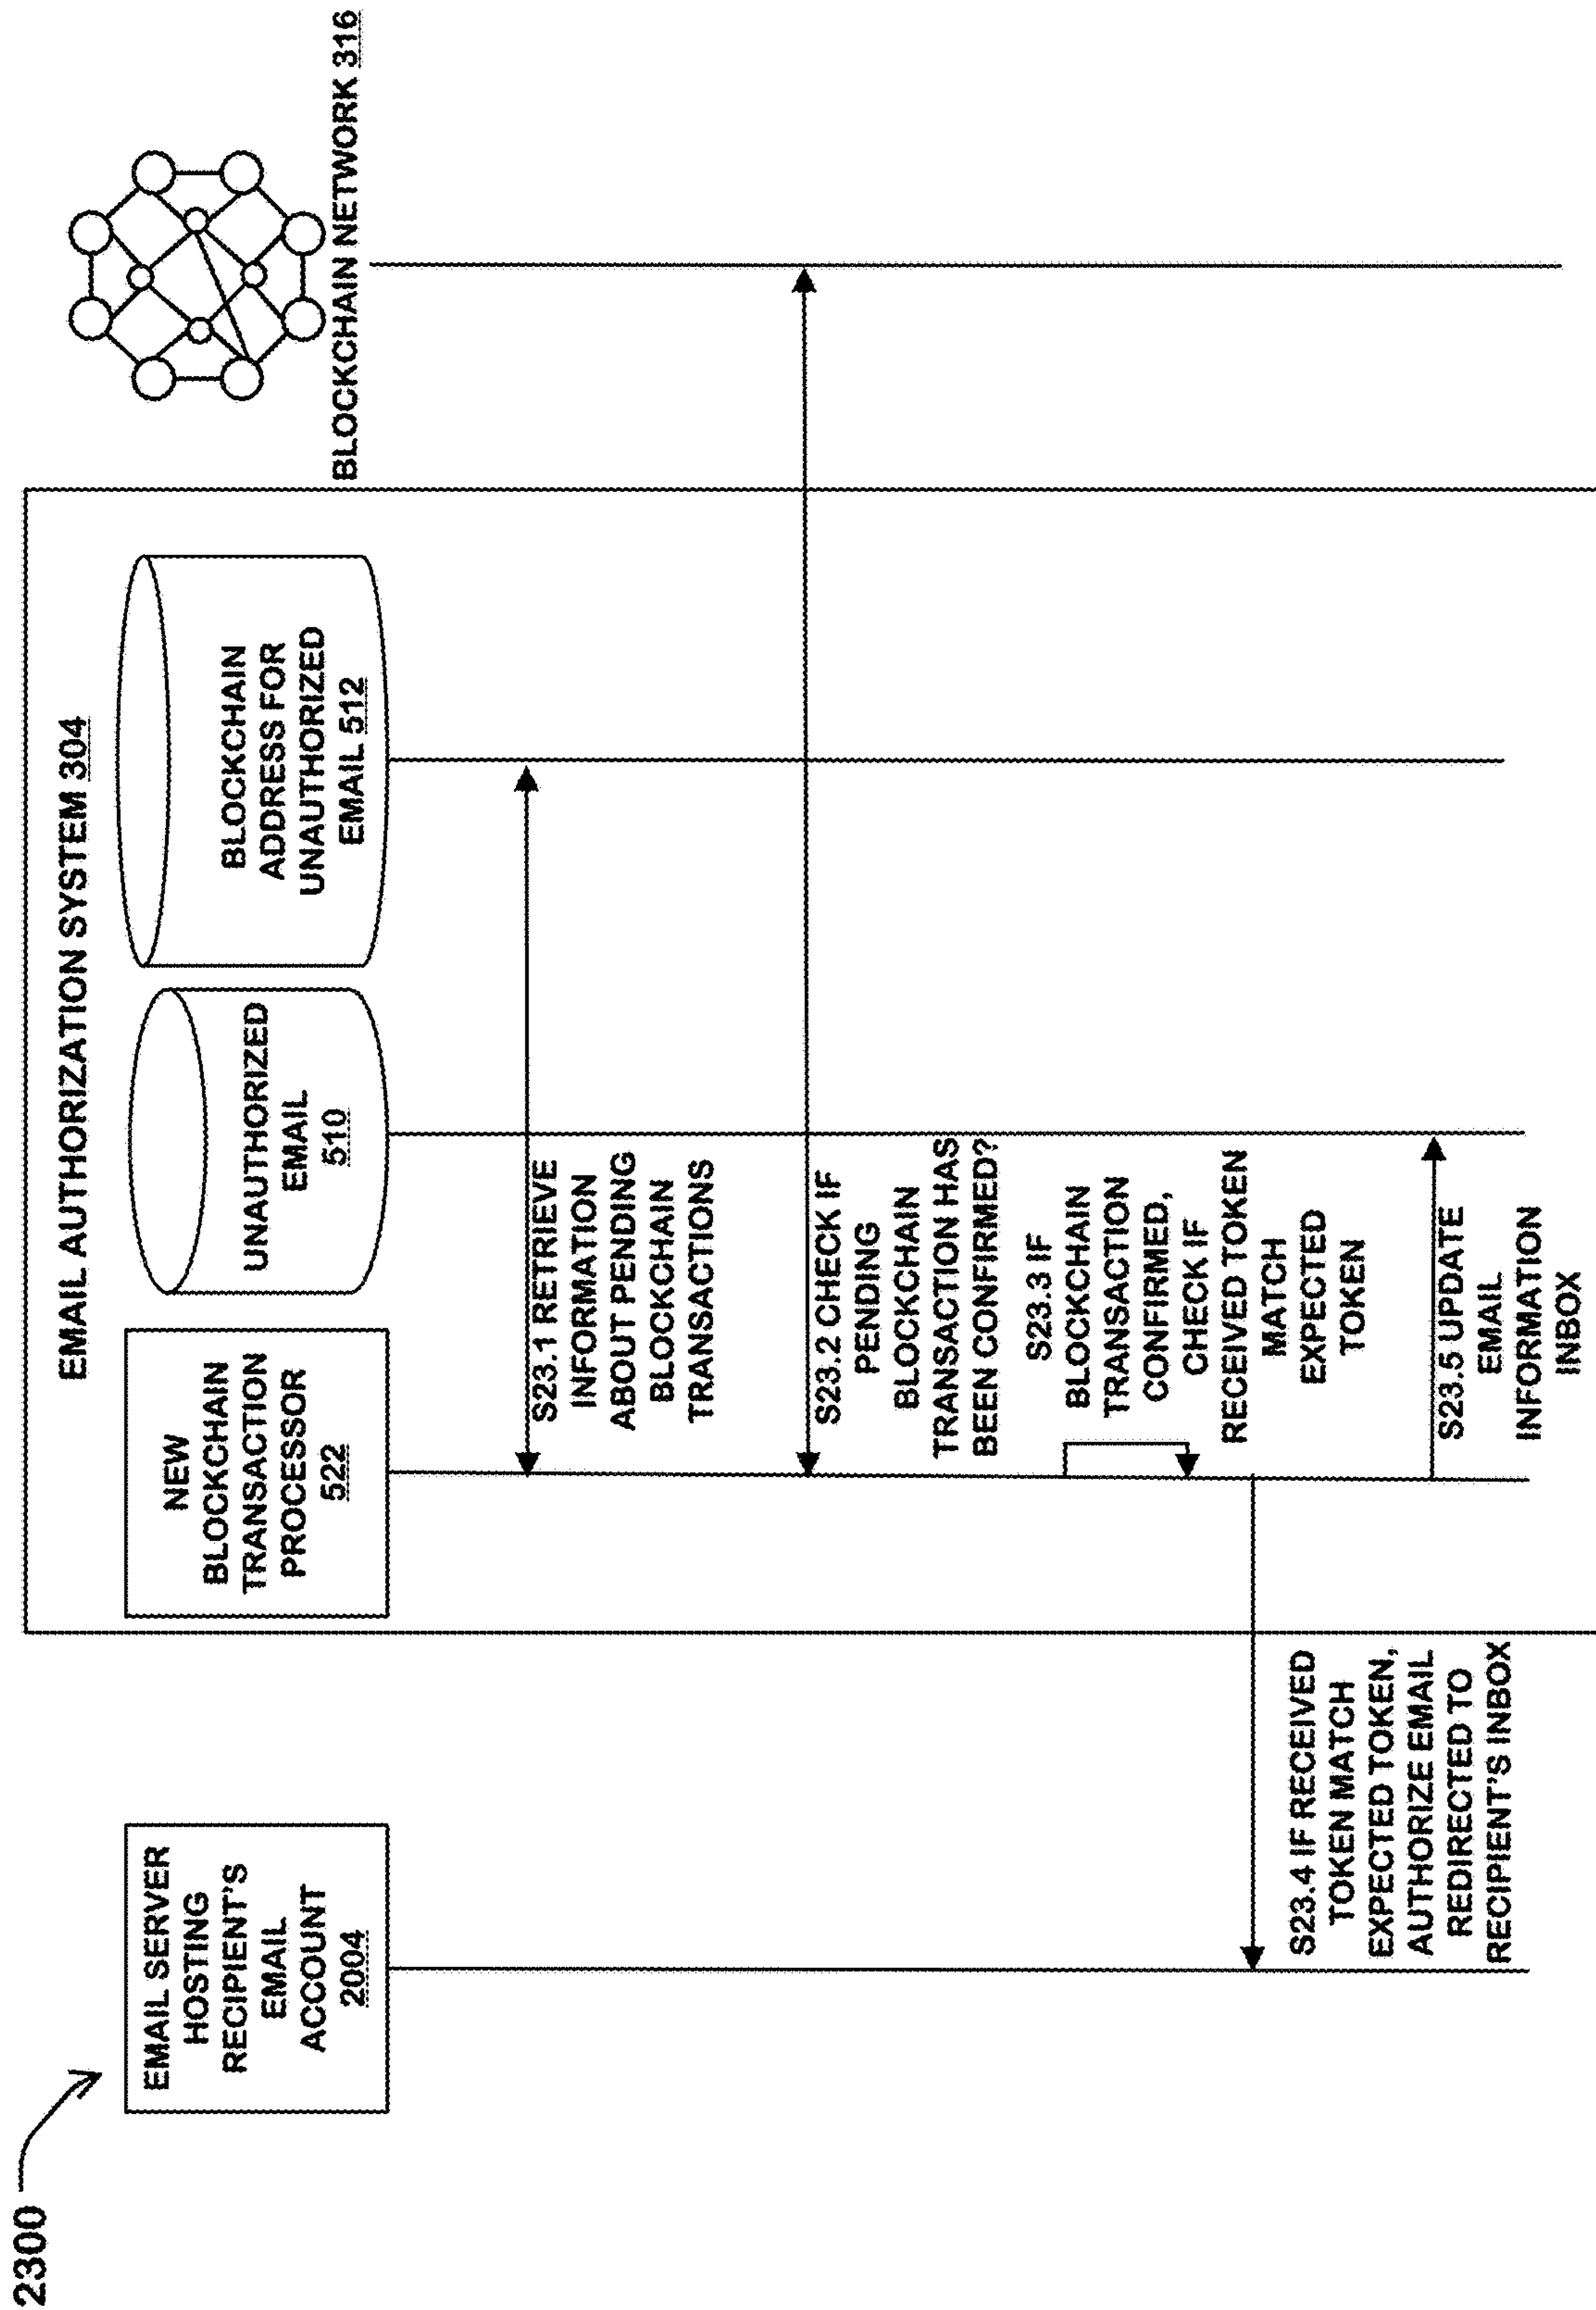 2300
EMAIL AUTHORIZATION SYSTEM 304
EMAIL SERVER
HOSTING
RECIPIENT'S
EMAIL
ACCOUNT
2004
NEW
BLOCKCHAIN
TRANSACTION
PROCESSOR
522
UNAUTHORIZED
EMAIL
510
BLOCKCHAIN
ADDRESS FOR
UNAUTHORIZED
EMAIL 512
BLOCKCHAIN NETWORK 316
S23.1 RETRIEVE
INFORMATION
ABOUT PENDING
BLOCKCHAIN
TRANSACTIONS
S23.2 CHECK IF
PENDING
BLOCKCHAIN
TRANSACTION HAS
BEEN CONFIRMED?
S23.3 IF
BLOCKCHAIN
TRANSACTION
CONFIRMED,
CHECK IF
RECEIVED TOKEN
MATCH
EXPECTED
TOKEN
S23.4 IF RECEIVED
TOKEN MATCH
EXPECTED TOKEN,
AUTHORIZE EMAIL
REDIRECTED TO
RECIPIENT'S INBOX
S23.5 UPDATE
EMAIL
INFORMATION
INBOX